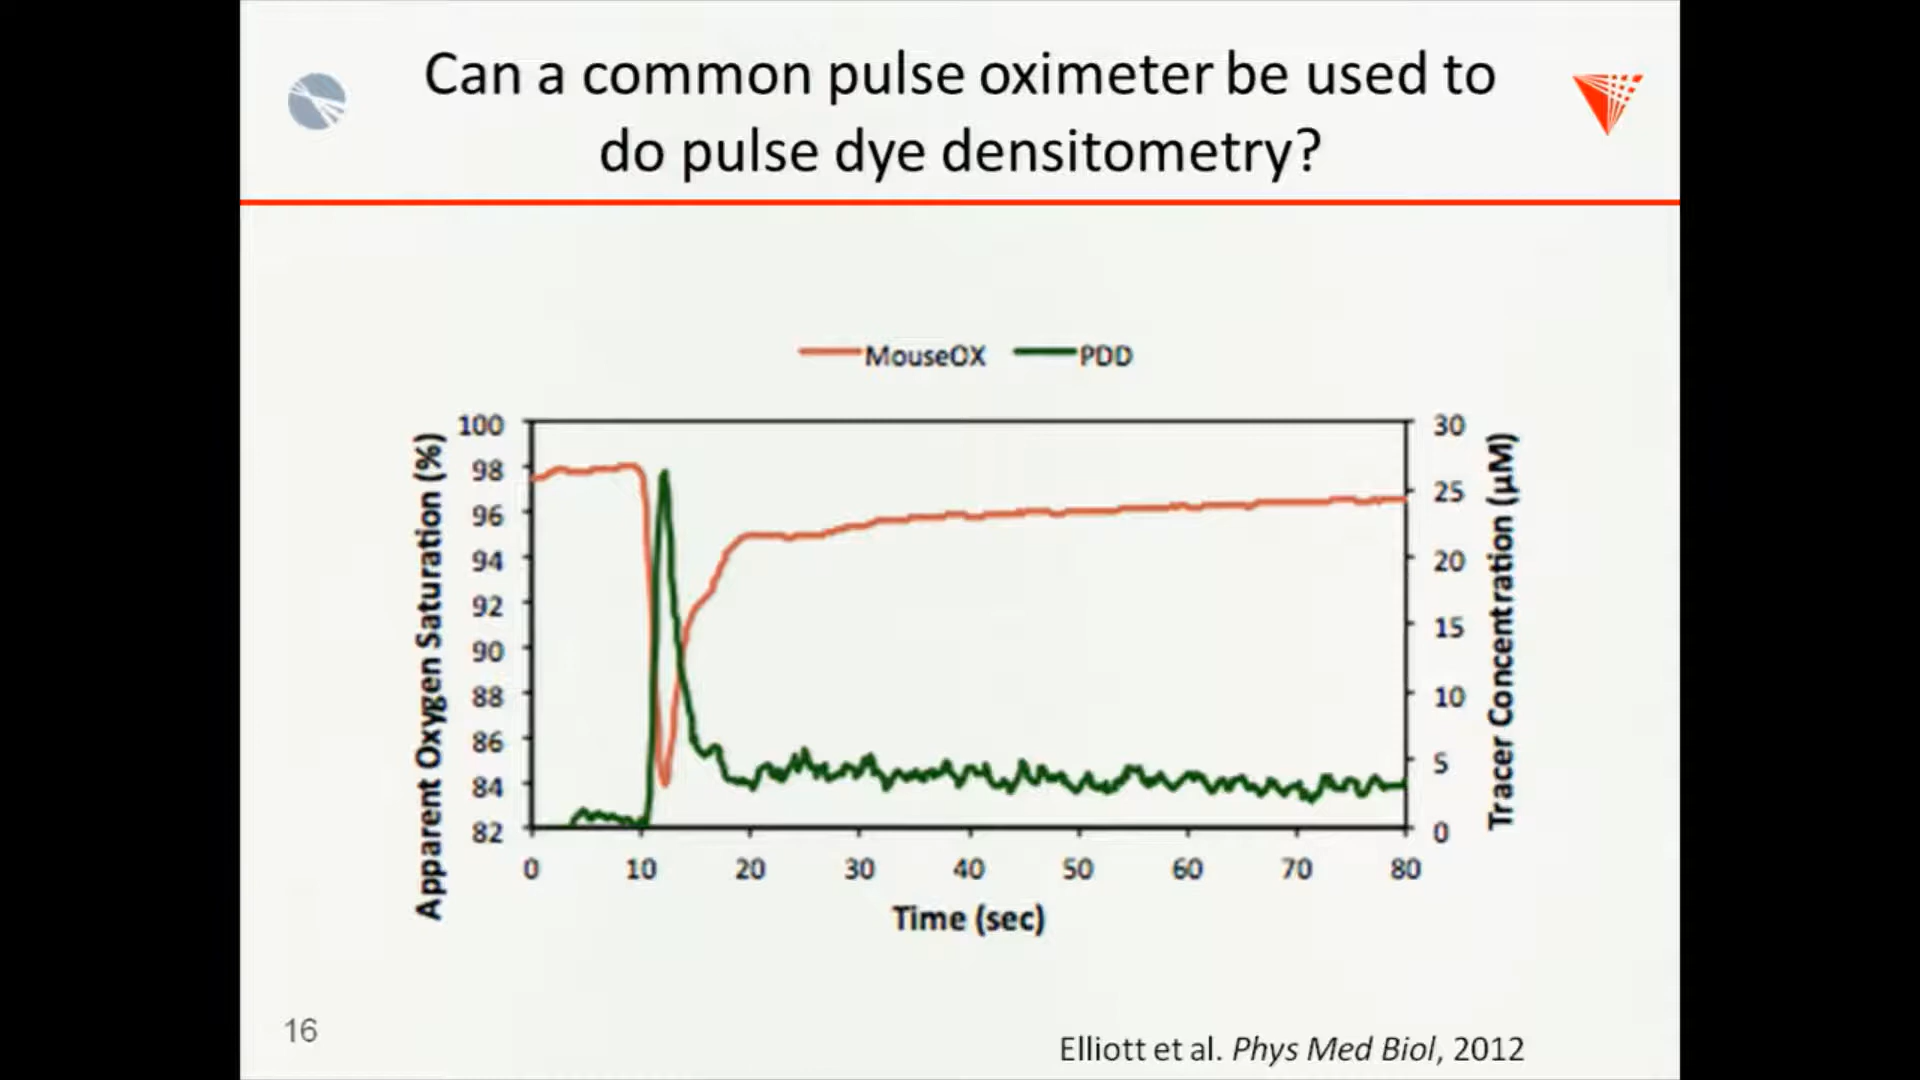 Can a common pulse oximeter be used to
do pulse dye densitometry?
MouseOX PDD
Apparent Oxygen Saturation (%)
100
98
96
94
92
90
88
86
84
82
30
25
20
15
10
5
0
Tracer Concentration (µM)
0 10 20 30 40 50 60 70 80
Time (sec)
16
Elliott et al. Phys Med Biol, 2012